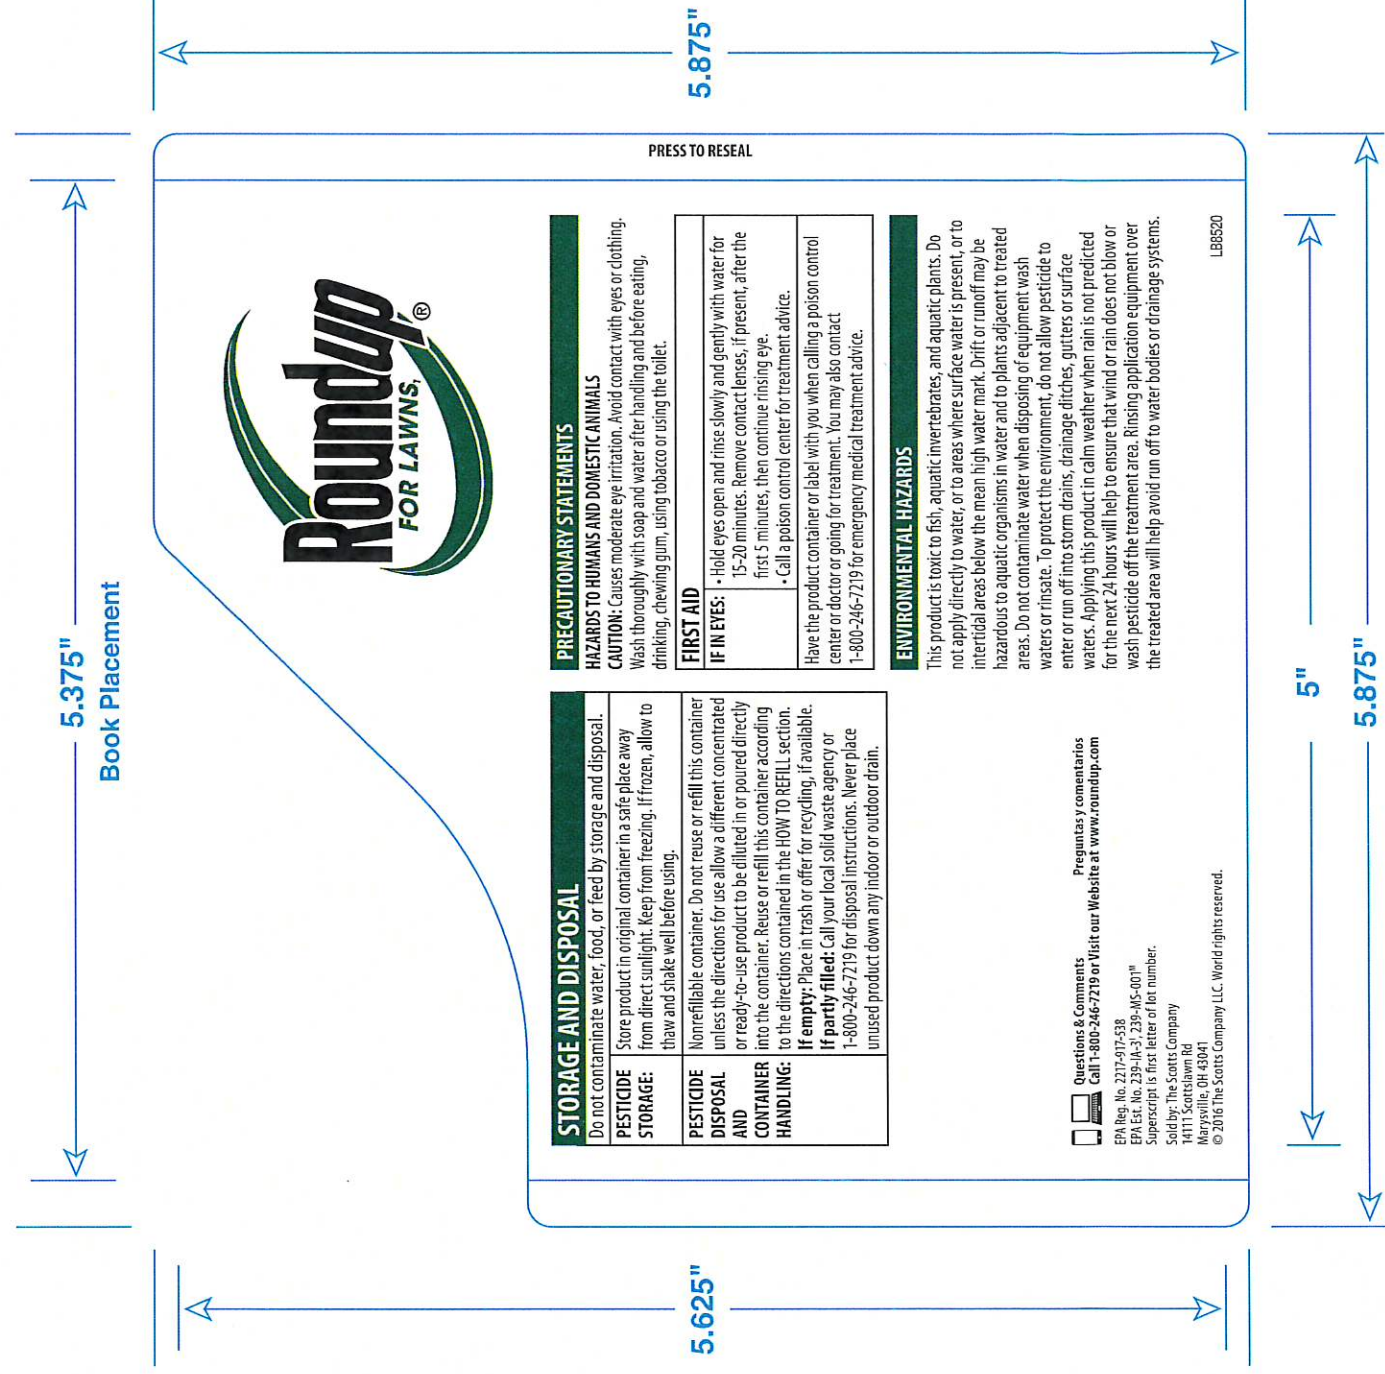 5.875"
PRESS TO RESEAL
5.375"
Book Placement
Roundup®
FOR LAWNS,
STORAGE AND DISPOSAL
Do not contaminate water, food, or feed by storage and disposal.
PESTICIDE
STORAGE:
Store product in original container in a safe place away
from direct sunlight. Keep from freezing. If frozen, allow to
thaw and shake well before using.
PESTICIDE
DISPOSAL
AND
CONTAINER
HANDLING:
Nonrefillable container. Do not reuse or refill this container
unless the directions for use allow a different concentrated
or ready-to-use product to be diluted in or poured directly
into the container. Reuse or refill this container according
to the directions contained in the HOW TO REFILL section.
If empty: Place in trash or offer for recycling, if available.
If partly filled: Call your local solid waste agency or
1-800-246-7219 for disposal instructions. Never place
unused product down any indoor or outdoor drain.
Questions & Comments Preguntas y comentarios
Call 1-800-246-7219 or Visit our Website at www.roundup.com
EPA Reg. No. 2217-917-538
EPA Est. No. 239-IA-3ᴵ, 239-MS-001ᴹ
Superscript is first letter of lot number.
Sold by: The Scotts Company
14111 Scottslawn Rd
Marysville, OH 43041
© 2016 The Scotts Company LLC. World rights reserved.
PRECAUTIONARY STATEMENTS
HAZARDS TO HUMANS AND DOMESTIC ANIMALS
CAUTION: Causes moderate eye irritation. Avoid contact with eyes or clothing.
Wash thoroughly with soap and water after handling and before eating,
drinking, chewing gum, using tobacco or using the toilet.
FIRST AID
IF IN EYES:
• Hold eyes open and rinse slowly and gently with water for
15-20 minutes. Remove contact lenses, if present, after the
first 5 minutes, then continue rinsing eye.
• Call a poison control center for treatment advice.
Have the product container or label with you when calling a poison control
center or doctor or going for treatment. You may also contact
1-800-246-7219 for emergency medical treatment advice.
ENVIRONMENTAL HAZARDS
This product is toxic to fish, aquatic invertebrates, and aquatic plants. Do
not apply directly to water, or to areas where surface water is present, or to
intertidal areas below the mean high water mark. Drift or runoff may be
hazardous to aquatic organisms in water and to plants adjacent to treated
areas. Do not contaminate water when disposing of equipment wash
waters or rinsate. To protect the environment, do not allow pesticide to
enter or run off into storm drains, drainage ditches, gutters or surface
waters. Applying this product in calm weather when rain is not predicted
for the next 24 hours will help to ensure that wind or rain does not blow or
wash pesticide off the treatment area. Rinsing application equipment over
the treated area will help avoid run off to water bodies or drainage systems.
LB8520
5"
5.875"
5.625"